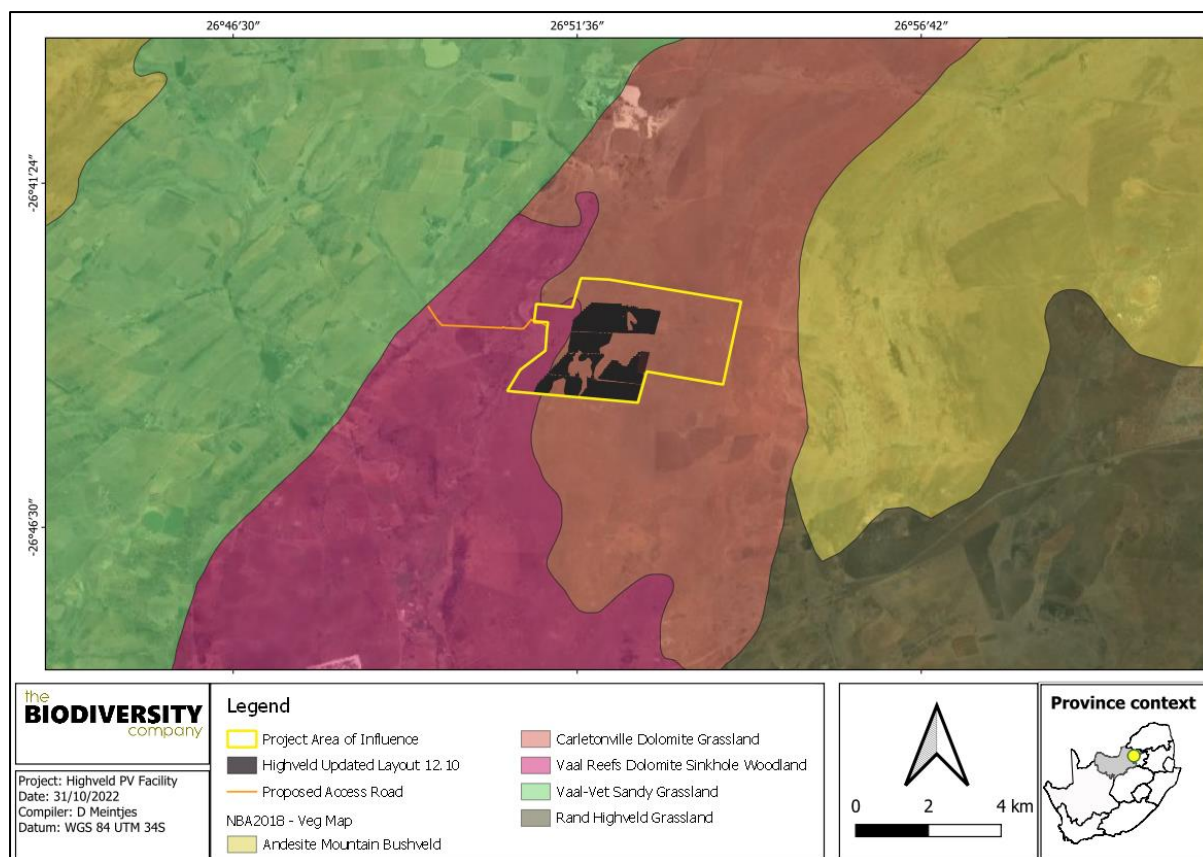 26°46′30″ 26°51′36″ 26°56′42″
-26°41′24″
-26°46′30″
the
BIODIVERSITY
company
Project: Highveld PV Facility
Date: 31/10/2022
Compiler: D Meintjes
Datum: WGS 84 UTM 34S
Legend
Project Area of Influence
Highveld Updated Layout 12.10
Proposed Access Road
NBA2018 - Veg Map
Andesite Mountain Bushveld
Carletonville Dolomite Grassland
Vaal Reefs Dolomite Sinkhole Woodland
Vaal-Vet Sandy Grassland
Rand Highveld Grassland
0 2 4 km
Province context